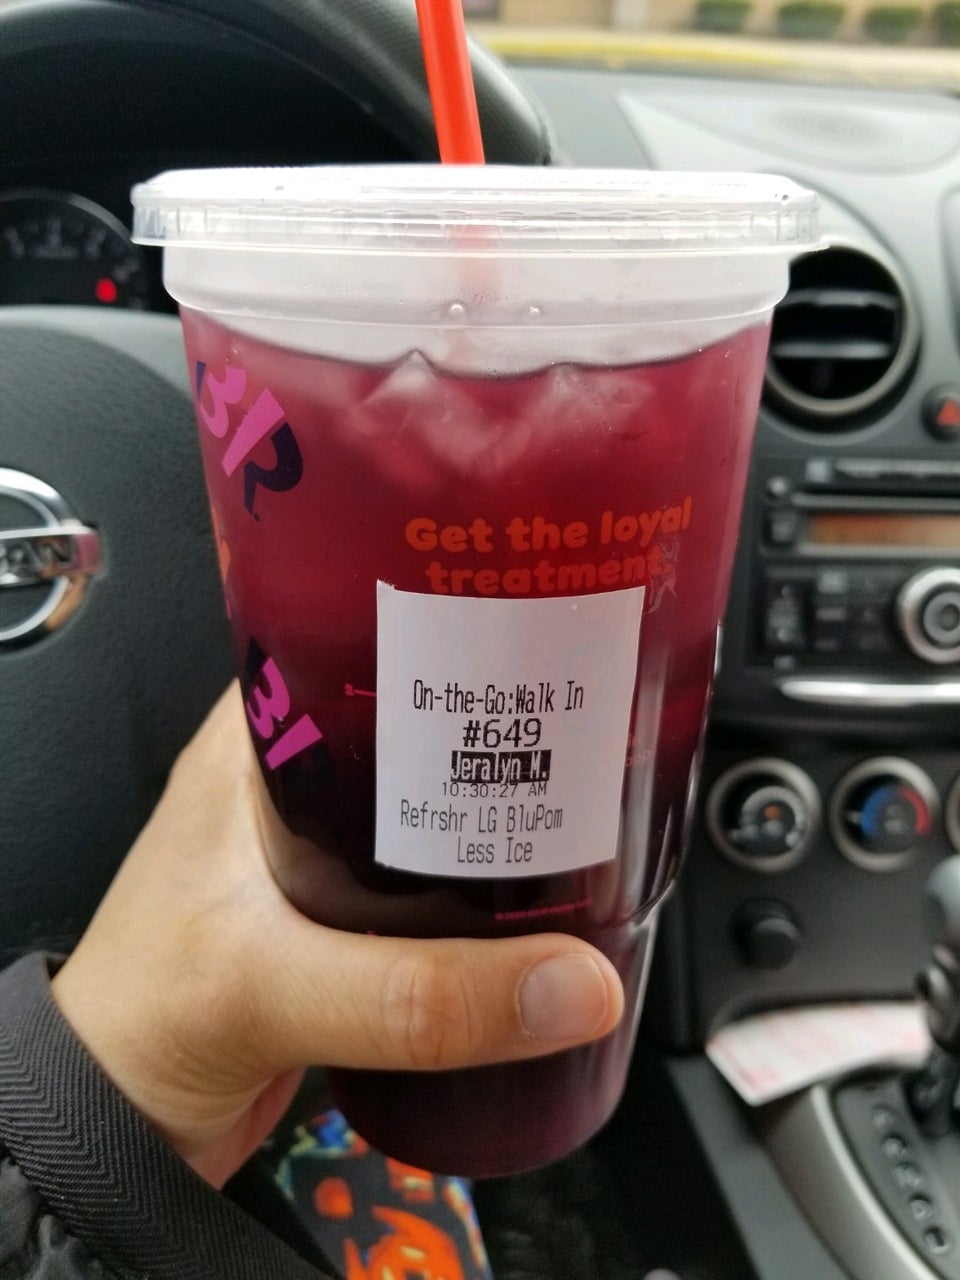 Get the loyal
treatment.
On-the-Go:Walk In
#649
Jeralyn M.
10:30:27 AM
Refrshr LG BluPom
Less Ice